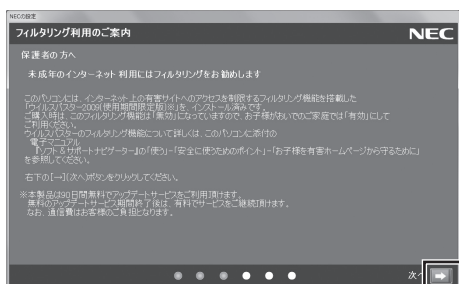 NECの設定
フィルタリング利用のご案内
NEC
保護者の方へ
未成年のインターネット利用にはフィルタリングをお勧めします
このパソコンには、インターネット上の有害サイトへのアクセスを制限するフィルタリング機能を搭載した
「ウイルスバスター2009(使用期間限定版)※」を、インストール済みです。
ご購入時は、このフィルタリング機能は「無効」になっていますので、お子様がおいでのご家庭では「有効」にして
ご利用ください。
ウイルスバスターのフィルタリング機能について詳しくは、このパソコンに添付の
電子マニュアル
『ソフト&サポートナビゲーター』の「使う」-「安全に使うためのポイント」-「お子様を有害ホームページから守るために」
を参照してください。
右下の[→](次へ)ボタンをクリックしてください。
※本製品は90日間無料でアップデートサービスをご利用頂けます。
無料のアップデートサービス期間終了後は、有料でサービスをご継続頂けます。
なお、通信費はお客様のご負担となります。
次へ